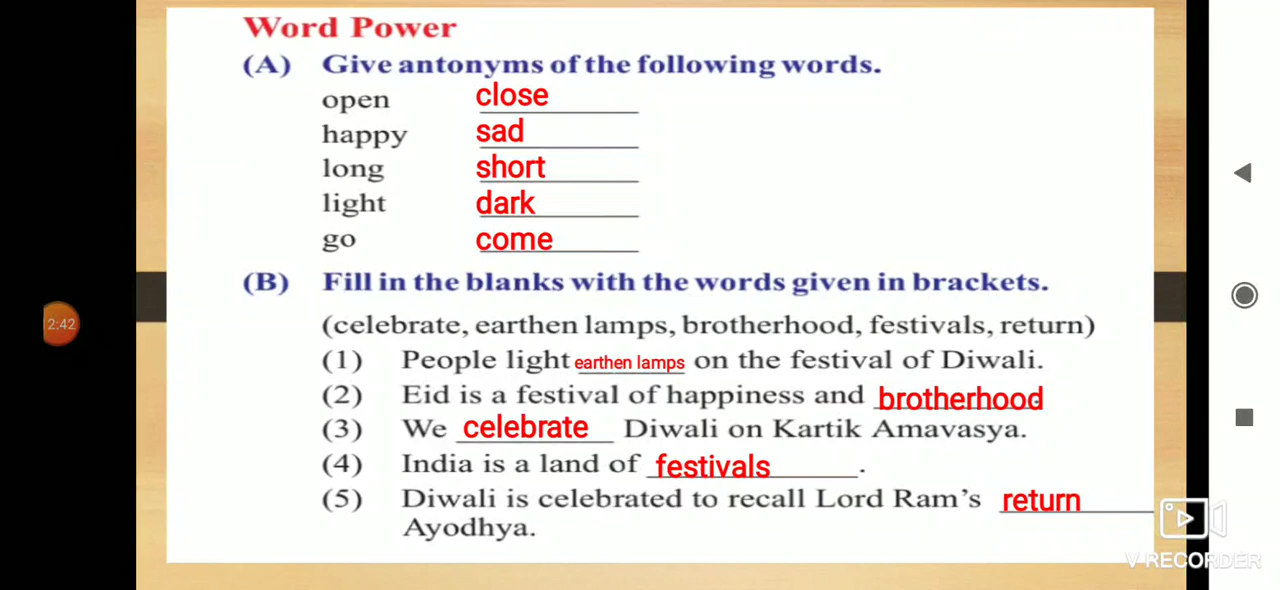 Word Power
(A) Give antonyms of the following words.
open close
happy sad
long short
light dark
go come
(B) Fill in the blanks with the words given in brackets.
(celebrate, earthen lamps, brotherhood, festivals, return)
(1) People light earthen lamps on the festival of Diwali.
(2) Eid is a festival of happiness and brotherhood.
2:42
(3) We celebrate Diwali on Kartik Amavasya.
(4) India is a land of festivals.
(5) Diwali is celebrated to recall Lord Ram's return
Ayodhya.
V RECORDER